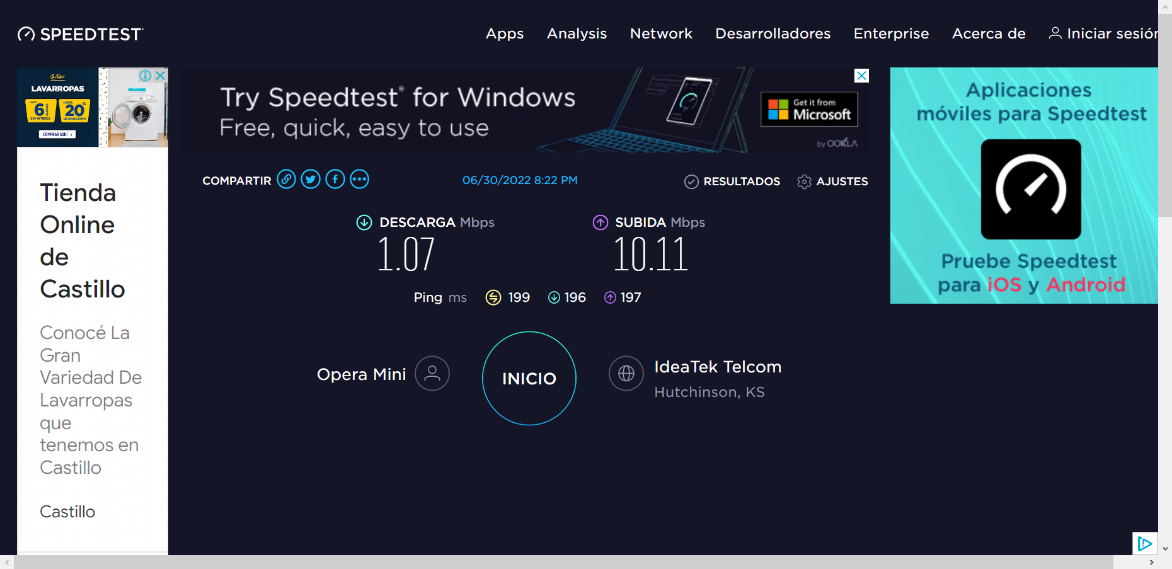 SPEEDTEST
Apps Analysis Network Desarrolladores Enterprise Acerca de Iniciar sesión
LAVARROPAS
6
20
Tienda
Online
de
Castillo
Conocé La
Gran
Variedad De
Lavarropas
que
tenemos en
Castillo
Castillo
Try Speedtest® for Windows
Free, quick, easy to use
Get it from
Microsoft
by OOKLA
COMPARTIR
06/30/2022 8:22 PM
RESULTADOS AJUSTES
DESCARGA Mbps
1.07
SUBIDA Mbps
10.11
Ping ms 199 196 197
Opera Mini
INICIO
IdeaTek Telcom
Hutchinson, KS
Aplicaciones
móviles para Speedtest
Pruebe Speedtest
para iOS y Android